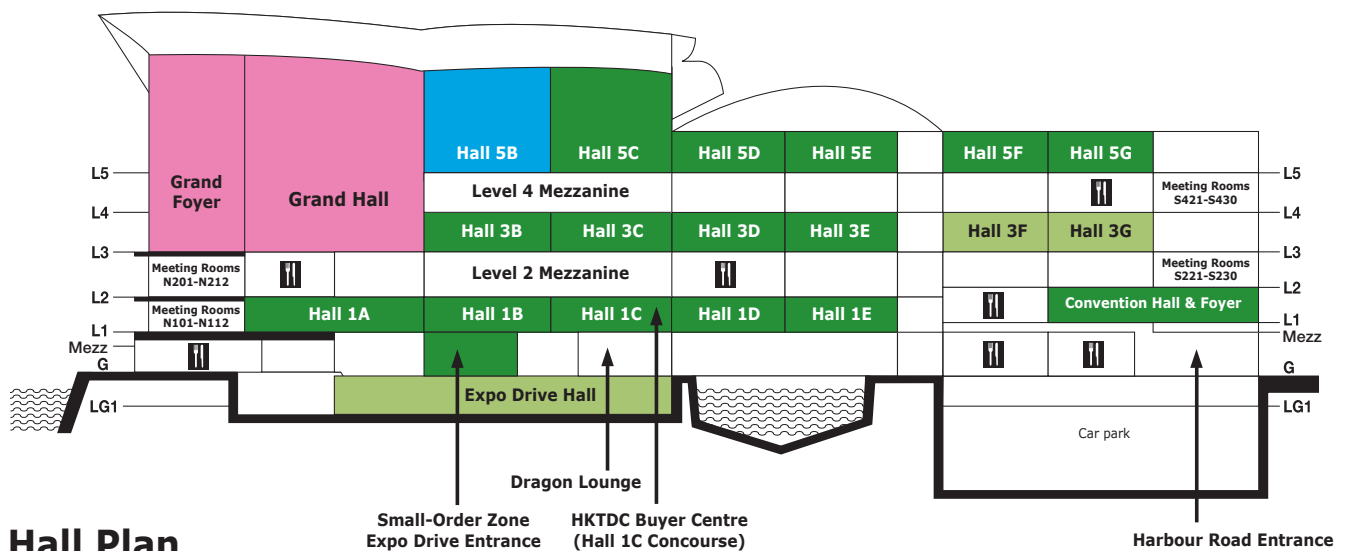 Hall 5B
Hall 5C
Hall 5D
Hall 5E
Hall 5F
Hall 5G
L5
L5
Grand
Foyer
Grand Hall
Level 4 Mezzanine
Meeting Rooms
S421-S430
L4
L4
Hall 3B
Hall 3C
Hall 3D
Hall 3E
Hall 3F
Hall 3G
L3
L3
Meeting Rooms
N201-N212
Level 2 Mezzanine
Meeting Rooms
S221-S230
L2
L2
Meeting Rooms
N101-N112
Hall 1A
Hall 1B
Hall 1C
Hall 1D
Hall 1E
Convention Hall & Foyer
L1
L1
Mezz
Mezz
G
G
Expo Drive Hall
LG1
LG1
Car park
Dragon Lounge
Small-Order Zone
Expo Drive Entrance
HKTDC Buyer Centre
(Hall 1C Concourse)
Harbour Road Entrance
Hall Plan